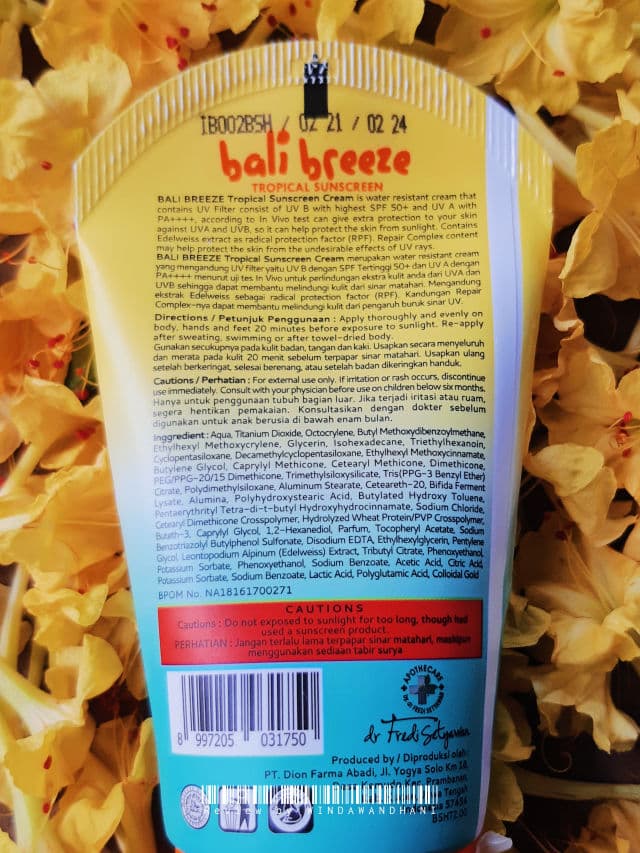 IB002BSH / 02 21 / 02 24
bali breeze
TROPICAL SUNSCREEN
BALI BREEZE Tropical Sunscreen Cream is water resistant cream that
contains UV Filter consist of UV B with highest SPF 50+ and UV A with
PA++++, according to In Vivo test can give extra protection to your skin
against UVA and UVB, so it can help protect the skin from sunlight. Contains
Edelweiss extract as radical protection factor (RPF). Repair Complex content
may help protect the skin from the undesirable effects of UV rays.
BALI BREEZE Tropical Sunscreen Cream merupakan water resistant cream
yang mengandung UV filter yaitu UV B dengan SPF Tertinggi 50+ dan UV A dengan
PA++++ menurut uji tes In Vivo untuk perlindungan ekstra kulit anda dari UVA dan
UVB sehingga dapat membantu melindungi kulit dari sinar matahari. Mengandung
ekstrak Edelweiss sebagai radical protection factor (RPF). Kandungan Repair
Complex-nya dapat membantu melindungi kulit dari pengaruh buruk sinar UV.
Directions / Petunjuk Penggunaan : Apply thoroughly and evenly on
body, hands and feet 20 minutes before exposure to sunlight. Re-apply
after sweating, swimming or after towel-dried body.
Gunakan secukupnya pada kulit badan, tangan dan kaki. Usapkan secara menyeluruh
dan merata pada kulit 20 menit sebelum terpapar sinar matahari. Usapkan ulang
setelah berkeringat, selesai berenang, atau setelah badan dikeringkan handuk.
Cautions / Perhatian : For external use only. If irritation or rash occurs, discontinue
use immediately. Consult with your physician before use on children below six months.
Hanya untuk penggunaan tubuh bagian luar. Jika terjadi iritasi atau ruam,
segera hentikan pemakaian. Konsultasikan dengan dokter sebelum
digunakan untuk anak berusia di bawah enam bulan.
Inggredient : Aqua, Titanium Dioxide, Octocrylene, Butyl Methoxydibenzoylmethane,
Ethylhexyl Methoxycrylene, Glycerin, Isohexadecane, Triethylhexanoin,
Cyclopentasiloxane, Decamethylcyclopentasiloxane, Ethylhexyl Methoxycinnamate,
Butylene Glycol, Caprylyl Methicone, Cetearyl Methicone, Dimethicone,
PEG/PPG-20/15 Dimethicone, Trimethylsiloxysilicate, Tris(PPG-3 Benzyl Ether)
Citrate, Polydimethylsiloxane, Aluminum Stearate, Ceteareth-20, Bifida Ferment
Lysate, Alumina, Polyhydroxystearic Acid, Butylated Hydroxy Toluene,
Pentaerythrityl Tetra-di-t-butyl Hydroxyhydrocinnamate, Sodium Chloride,
Cetearyl Dimethicone Crosspolymer, Hydrolyzed Wheat Protein/PVP Crosspolymer,
Buteth-3, Caprylyl Glycol, 1,2-Hexanediol, Parfum, Tocopheryl Acetate, Sodium
Benzotriazolyl Butylphenol Sulfonate, Disodium EDTA, Ethylhexylglycerin, Pentylene
Glycol, Leontopodium Alpinum (Edelweiss) Extract, Tributyl Citrate, Phenoxyethanol,
Potassium Sorbate, Phenoxyethanol, Sodium Benzoate, Acetic Acid, Citric Acid,
Potassium Sorbate, Sodium Benzoate, Lactic Acid, Polyglutamic Acid, Colloidal Gold
BPOM No. NA18161700271
CAUTIONS
Cautions : Do not exposed to sunlight for too long, though had
used a sunscreen product.
PERHATIAN : Jangan terlalu lama terpapar sinar matahari, meskipun
menggunakan sediaan tabir surya
8 997205 031750
APOTHECARE
dr Fredi Setyawan
Produced by / Diproduksi oleh:
PT. Dion Farma Abadi, Jl. Yogya Solo Km 18,
Kec. Prambanan,
Tengah
57454
BSH72.00
Review by WINDAWANDHANI